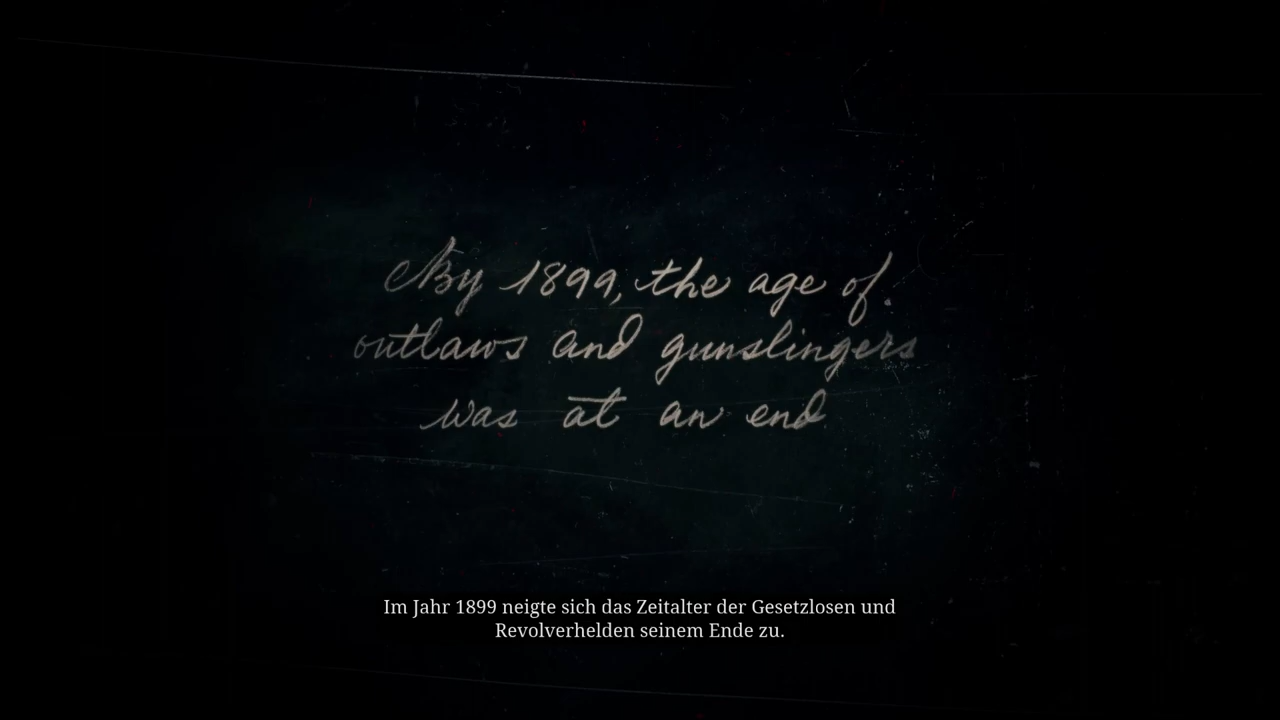 By 1899, the age of
outlaws and gunslingers
was at an end
Im Jahr 1899 neigte sich das Zeitalter der Gesetzlosen und
Revolverhelden seinem Ende zu.